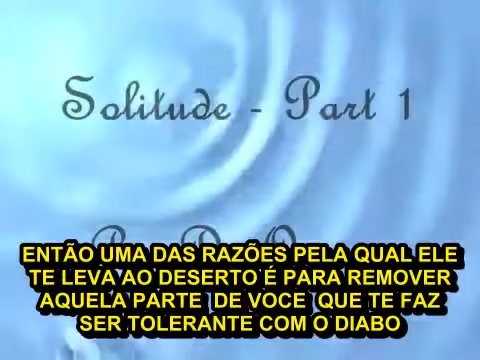 Solitude - Part 1
ENTÃO UMA DAS RAZÕES PELA QUAL ELE
TE LEVA AO DESERTO É PARA REMOVER
AQUELA PARTE DE VOCE QUE TE FAZ
SER TOLERANTE COM O DIABO